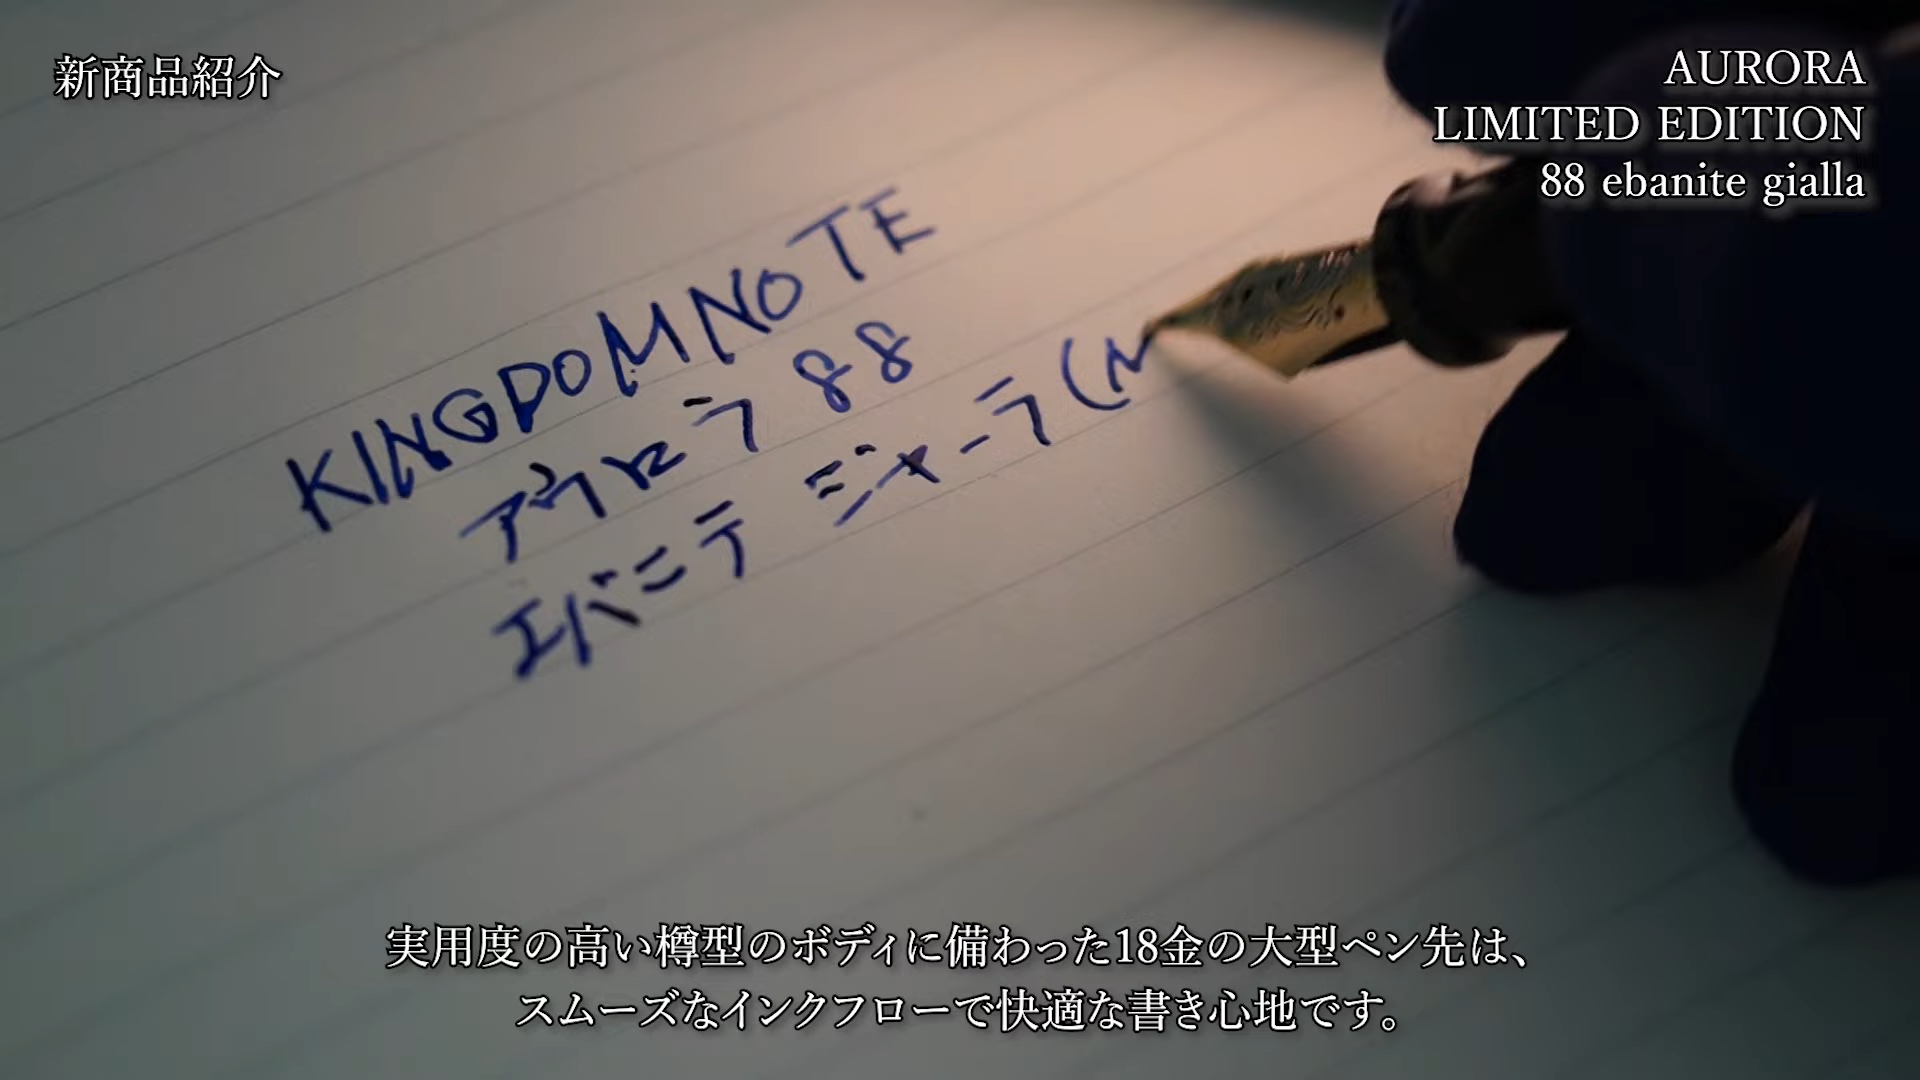 新商品紹介
AURORA
LIMITED EDITION
88 ebanite gialla
KINGDOM NOTE
アウロラ 88
エバニテ ジャーラ (M
実用度の高い樽型のボディに備わった18金の大型ペン先は、
スムーズなインクフローで快適な書き心地です。